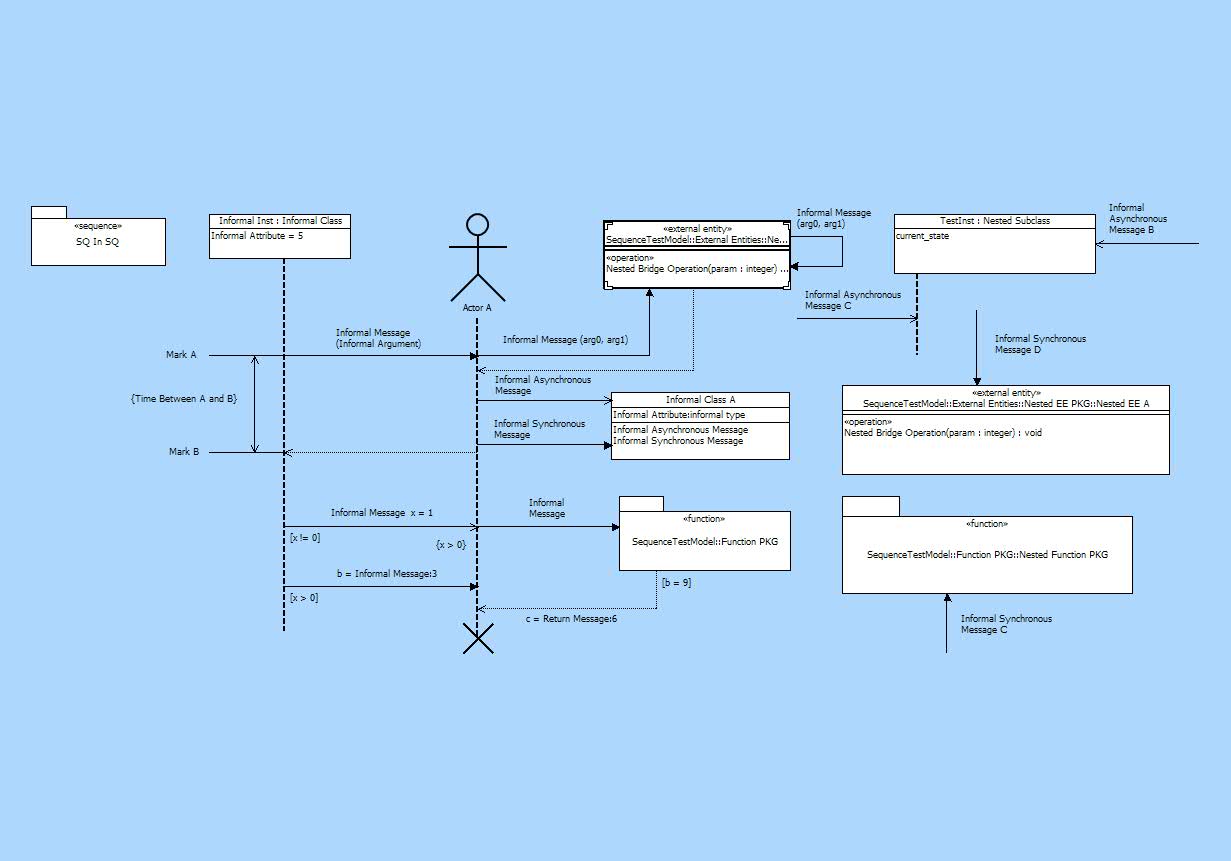 «sequence»
SQ In SQ
Informal Inst : Informal Class
Informal Attribute = 5
Actor A
«external entity»
SequenceTestModel::External Entities::Ne...
«operation»
Nested Bridge Operation(param : integer) ...
Informal Message
(arg0, arg1)
TestInst : Nested Subclass
current_state
Informal
Asynchronous
Message B
Informal Asynchronous
Message C
Mark A
Informal Message
(Informal Argument)
Informal Message (arg0, arg1)
Informal Synchronous
Message D
{Time Between A and B}
Informal Asynchronous
Message
Informal Class A
Informal Attribute:informal type
Informal Asynchronous Message
Informal Synchronous Message
Informal Synchronous
Message
«external entity»
SequenceTestModel::External Entities::Nested EE PKG::Nested EE A
«operation»
Nested Bridge Operation(param : integer) : void
Mark B
Informal Message  x = 1
[x != 0]
{x > 0}
Informal
Message
«function»
SequenceTestModel::Function PKG
«function»
SequenceTestModel::Function PKG::Nested Function PKG
b = Informal Message:3
[x > 0]
[b = 9]
c = Return Message:6
Informal Synchronous
Message C